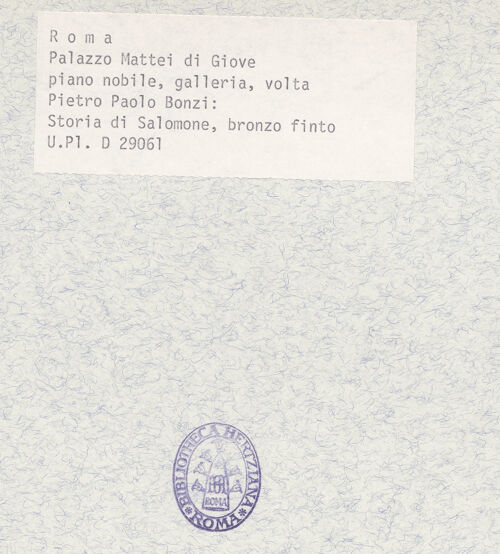 R o m a
Palazzo Mattei di Giove
piano nobile, galleria, volta
Pietro Paolo Bonzi:
Storia di Salomone, bronzo finto
U.Pl. D 29061
BIBLIOTHECA HERTZIANA
ROMA
ROMA